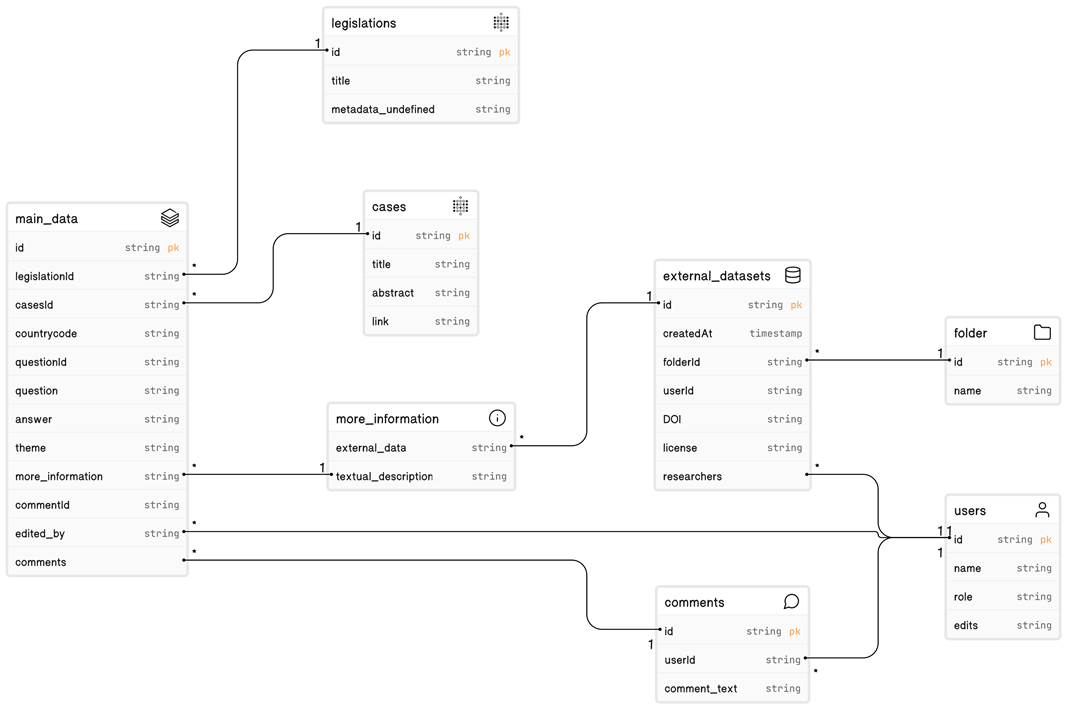 legislations
id string pk
title string
metadata_undefined string
cases
id string pk
title string
abstract string
link string
main_data
id string pk
legislationId string
casesId string
countrycode string
questionId string
question string
answer string
theme string
more_information string
commentId string
edited_by string
comments
more_information
external_data string
textual_description string
external_datasets
id string pk
createdAt timestamp
folderId string
userId string
DOI string
license string
researchers
folder
id string pk
name string
users
id string pk
name string
role string
edits string
comments
id string pk
userId string
comment_text string
1
*
1
*
*
1
*
1
*
1
*
1 1
1
*
*
1
*